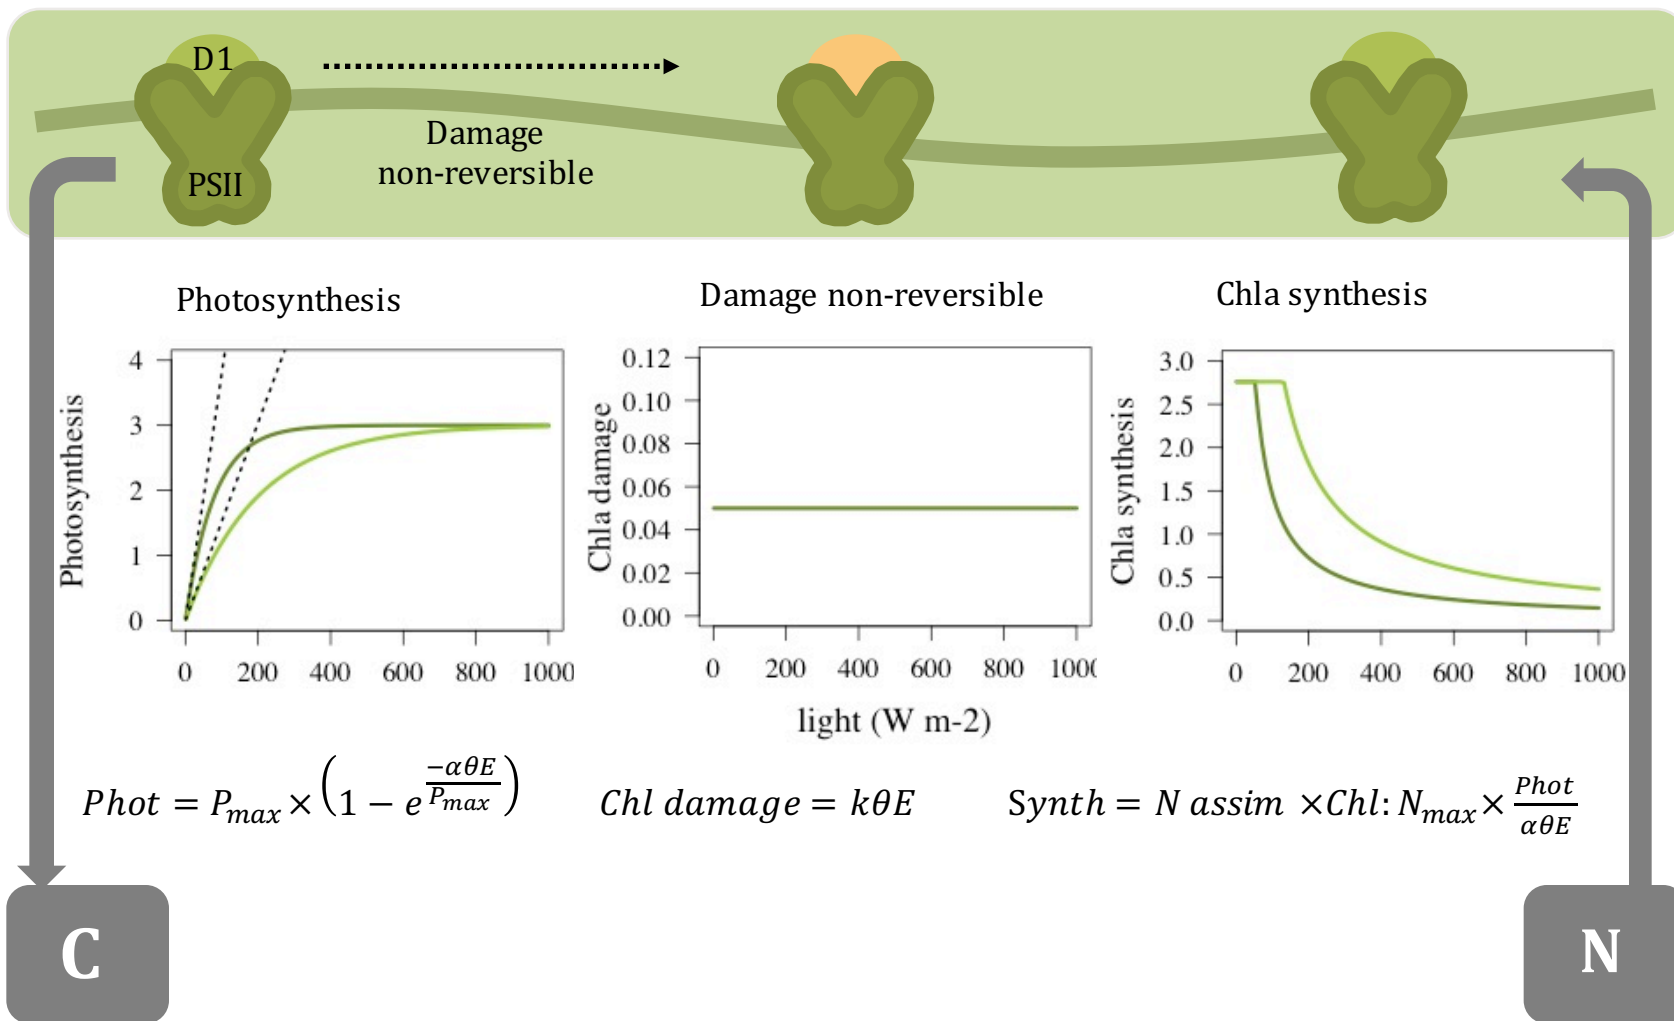 D1
PSII
Damage
non-reversible
Photosynthesis
Damage non-reversible
Chla synthesis
Photosynthesis
4
3
2
1
0
0 200 400 600 800 1000
Chla damage
0.12
0.10
0.08
0.06
0.04
0.02
0.00
0 200 400 600 800 100
light (W m-2)
Chla synthesis
3.0
2.5
2.0
1.5
1.0
0.5
0.0
0 200 400 600 800 1000
Phot = P_max × (1 − e^(−αθE/P_max))
Chl damage = kθE
Synth = N assim ×Chl: N_max × Phot/αθE
C
N